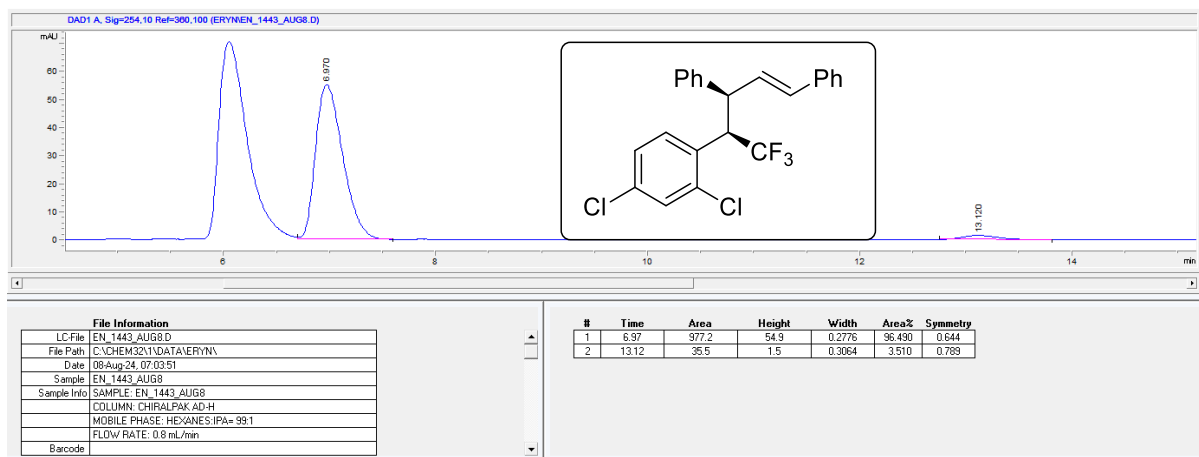 DAD1 A, Sig=254,10 Ref=360,100 (ERYN\EN_1443_AUG8.D)
mAU
60
50
40
30
20
10
0
6.970
13.120
6
8
10
12
14
min
Ph
Ph
CF3
Cl
Cl
File Information
LC-File EN_1443_AUG8.D
File Path C:\CHEM32\1\DATA\ERYN\
Date 08-Aug-24, 07:03:51
Sample EN_1443_AUG8
Sample Info SAMPLE: EN_1443_AUG8
COLUMN: CHIRALPAK AD-H
MOBILE PHASE: HEXANES:IPA= 99:1
FLOW RATE: 0.8 mL/min
Barcode
# Time Area Height Width Area% Symmetry
1 6.97 977.2 54.9 0.2776 96.490 0.644
2 13.12 35.5 1.5 0.3064 3.510 0.789